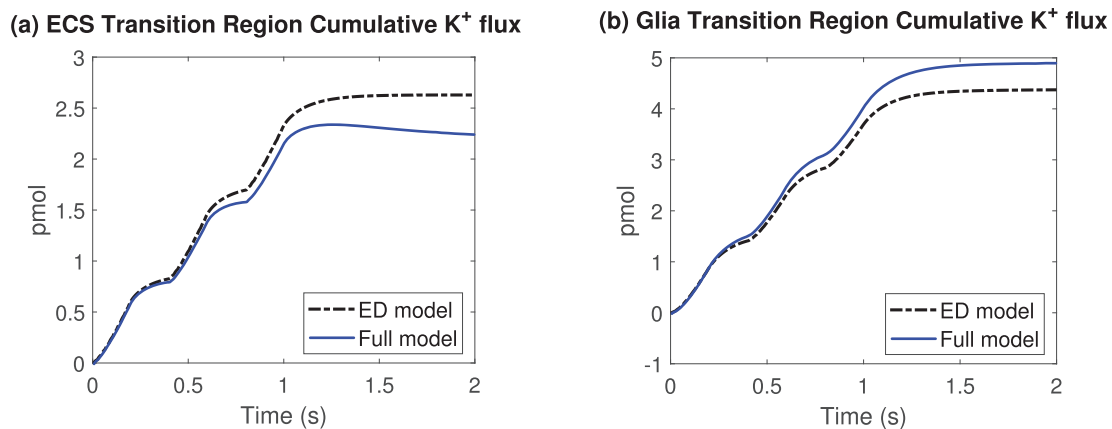 (a) ECS Transition Region Cumulative K+ flux
3
2.5
2
1.5
1
0.5
0
pmol
ED model
Full model
0 0.5 1 1.5 2
Time (s)
(b) Glia Transition Region Cumulative K+ flux
5
4
3
2
1
0
-1
pmol
ED model
Full model
0 0.5 1 1.5 2
Time (s)